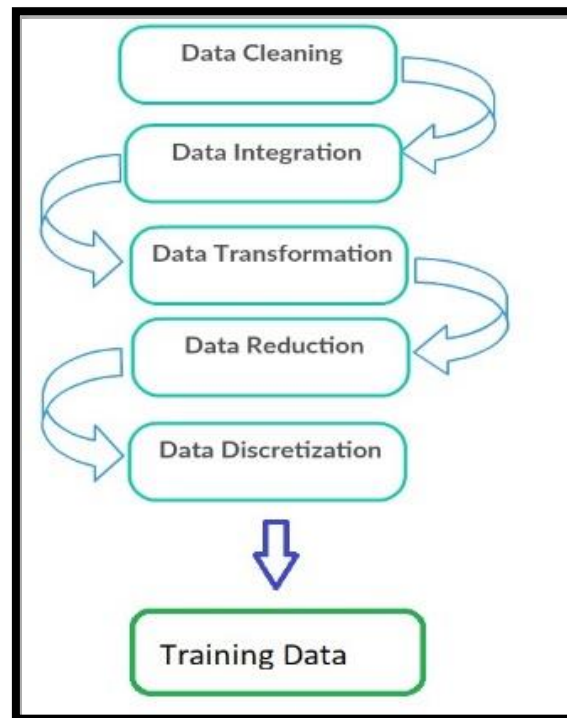 Data Cleaning
Data Integration
Data Transformation
Data Reduction
Data Discretization
Training Data